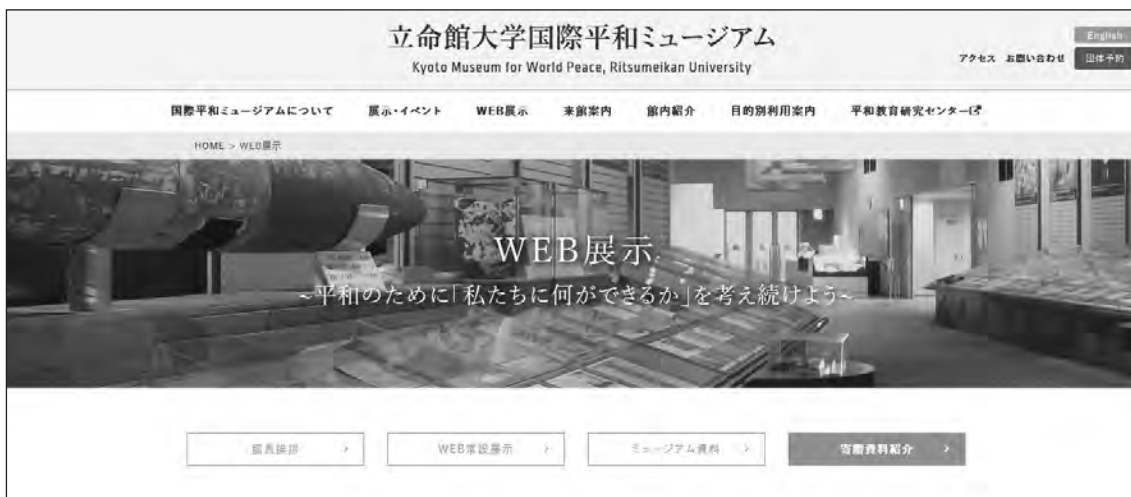 立命館大学国際平和ミュージアム
Kyoto Museum for World Peace, Ritsumeikan University
English
アクセス お問い合わせ 団体予約
国際平和ミュージアムについて 展示・イベント WEB展示 来館案内 館内紹介 目的別利用案内 平和教育研究センター
HOME > WEB展示
WEB展示
~平和のために「私たちに何ができるか」を考え続けよう~
館長挨拶 > WEB常設展示 > ミュージアム資料 > 寄贈資料紹介 >